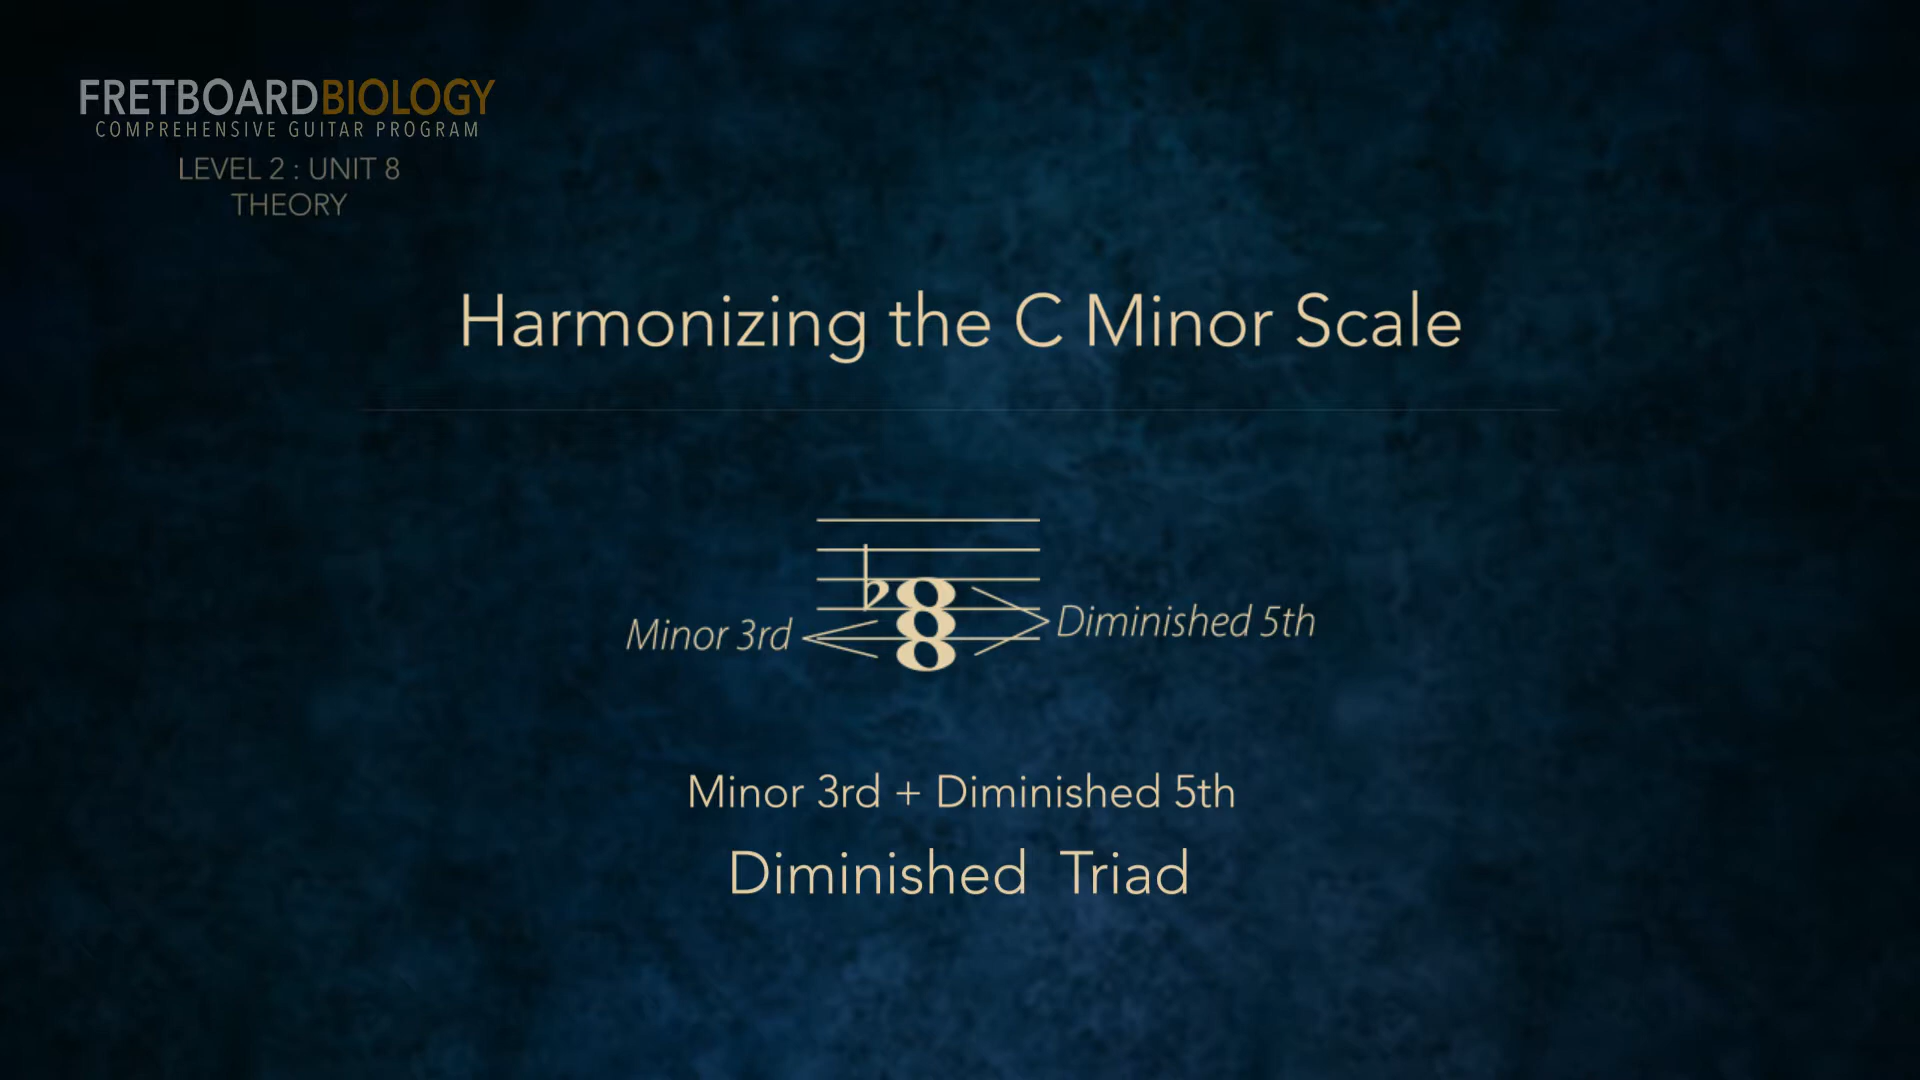 FRETBOARDBIOLOGY
COMPREHENSIVE GUITAR PROGRAM
LEVEL 2 : UNIT 8
THEORY
Harmonizing the C Minor Scale
Minor 3rd
Diminished 5th
Minor 3rd + Diminished 5th
Diminished Triad